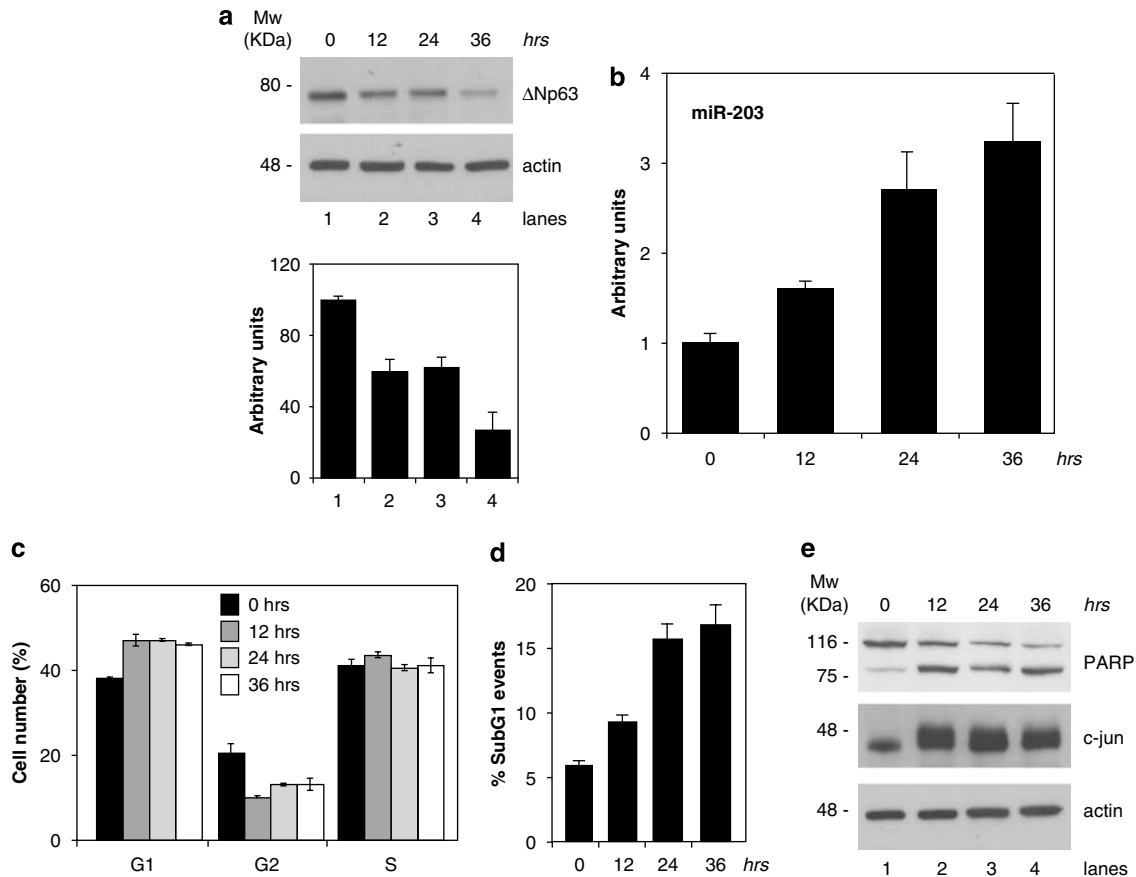 a
Mw
(KDa)
0 12 24 36 hrs
80 -
ΔNp63
48 -
actin
1 2 3 4 lanes
120
80
40
0
Arbitrary units
1 2 3 4
b
miR-203
4
3
2
1
0
Arbitrary units
0 12 24 36 hrs
c
60
40
20
0
Cell number (%)
0 hrs
12 hrs
24 hrs
36 hrs
G1 G2 S
d
20
15
10
5
0
% SubG1 events
0 12 24 36 hrs
e
Mw
(KDa)
0 12 24 36 hrs
116 -
75 -
PARP
48 -
c-jun
48 -
actin
1 2 3 4 lanes